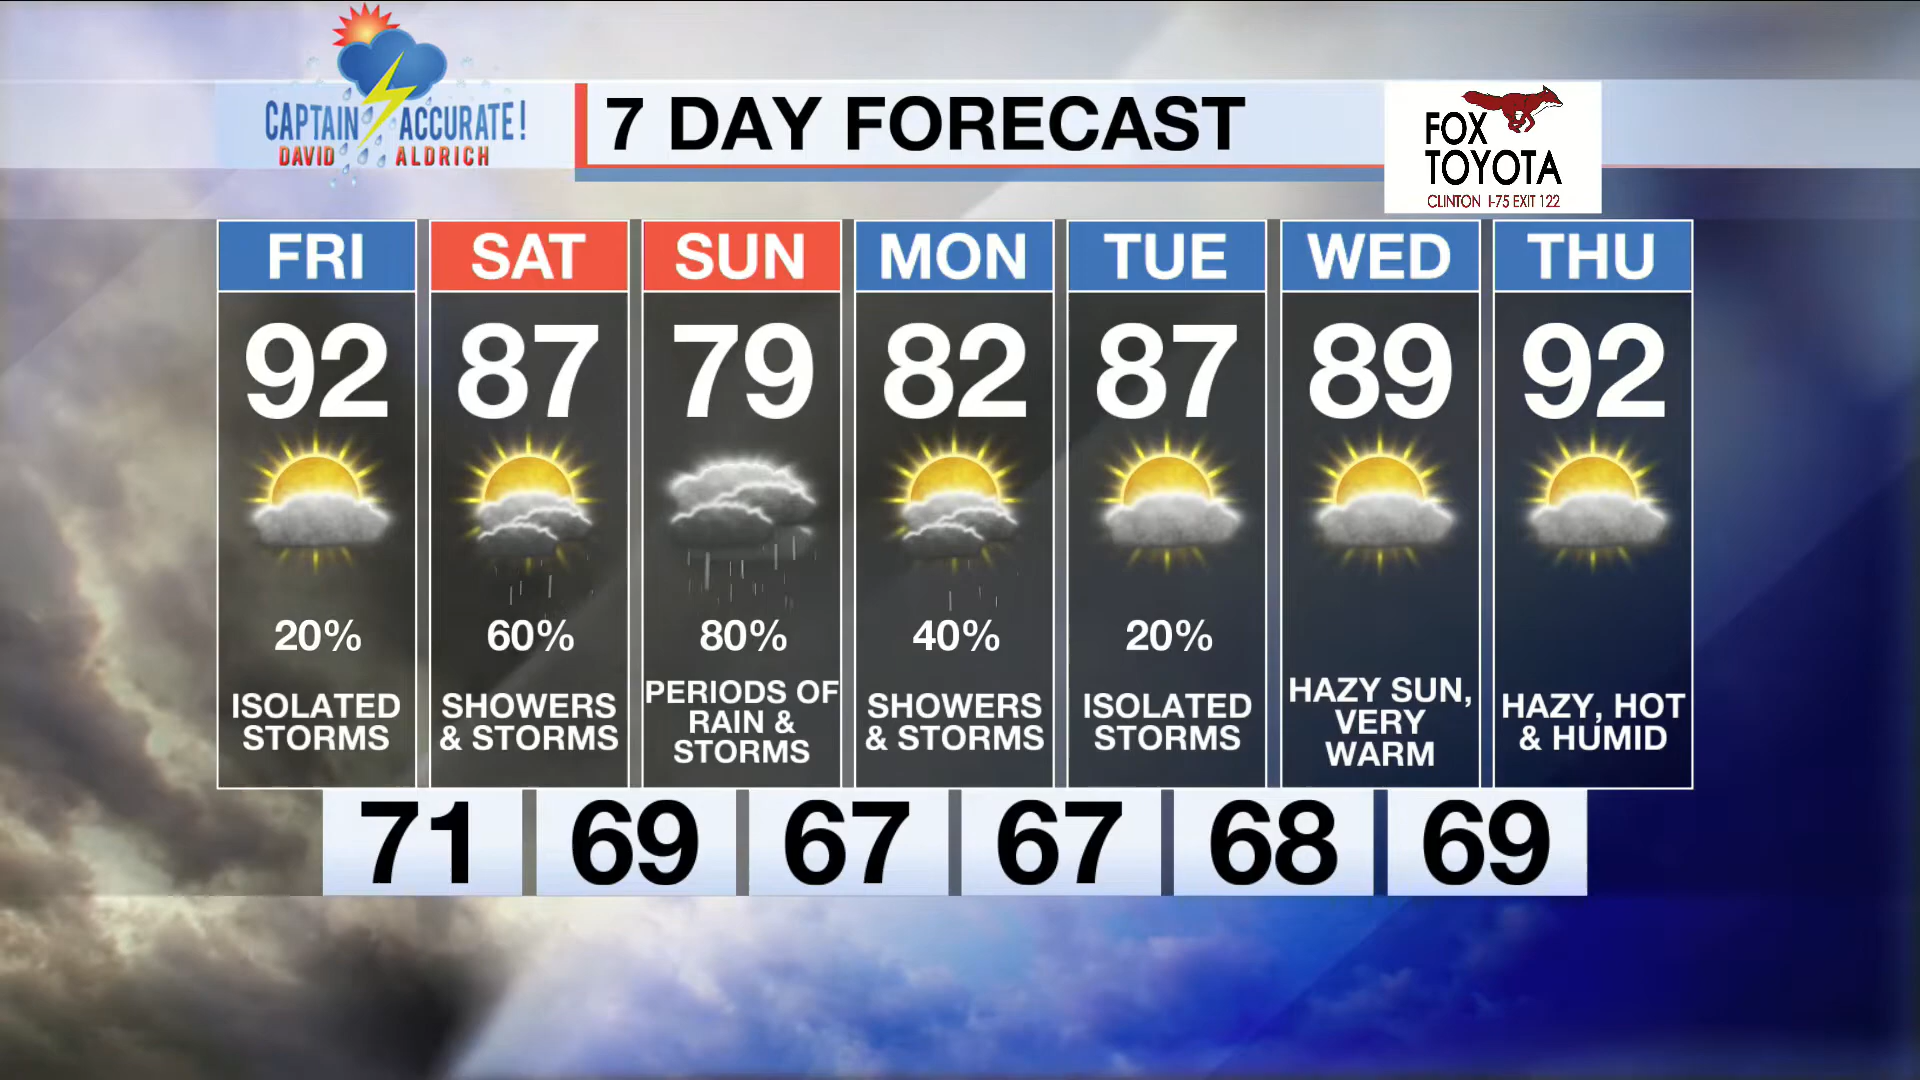 CAPTAIN ACCURATE!
DAVID ALDRICH
7 DAY FORECAST
FOX
TOYOTA
CLINTON I-75 EXIT 122
FRI
92
20%
ISOLATED
STORMS
SAT
87
60%
SHOWERS
& STORMS
SUN
79
80%
PERIODS OF
RAIN &
STORMS
MON
82
40%
SHOWERS
& STORMS
TUE
87
20%
ISOLATED
STORMS
WED
89
HAZY SUN,
VERY
WARM
THU
92
HAZY, HOT
& HUMID
71 69 67 67 68 69